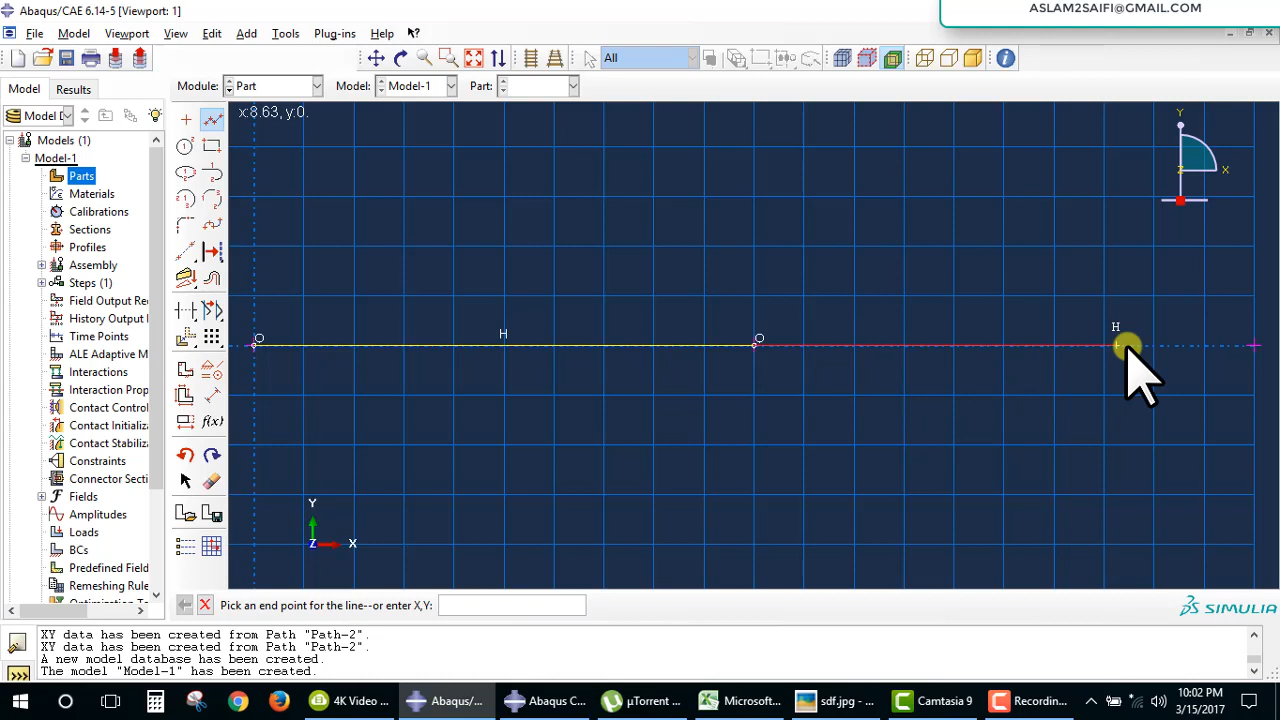 Abaqus/CAE 6.14-5 [Viewport: 1]
ASLAM2SAIFI@GMAIL.COM
File Model Viewport View Edit Add Tools Plug-ins Help
All
Model Results
Module: Part Model: Model-1 Part:
Model D
x:8.63, y:0.
Models (1)
Model-1
Parts
Materials
Calibrations
Sections
Profiles
Assembly
Steps (1)
Field Output Re
History Output
Time Points
ALE Adaptive M
Interactions
Interaction Prop
Contact Control
Contact Initializ
Contact Stabiliz
Constraints
Connector Secti
Fields
Amplitudes
Loads
BCs
Predefined Field
Remeshing Rule
f(x)
Y
Z X
H
H
Y
Z X
Pick an end point for the line--or enter X,Y:
SIMULIA
XY data has been created from Path "Path-2".
XY data has been created from Path "Path-2".
A new model database has been created.
The model "Model-1" has been created.
>>>
4K Video ... Abaqus/... Abaqus C... µTorrent ... Microsoft... sdf.jpg - ... Camtasia 9 Recordin...
10:02 PM
3/15/2017